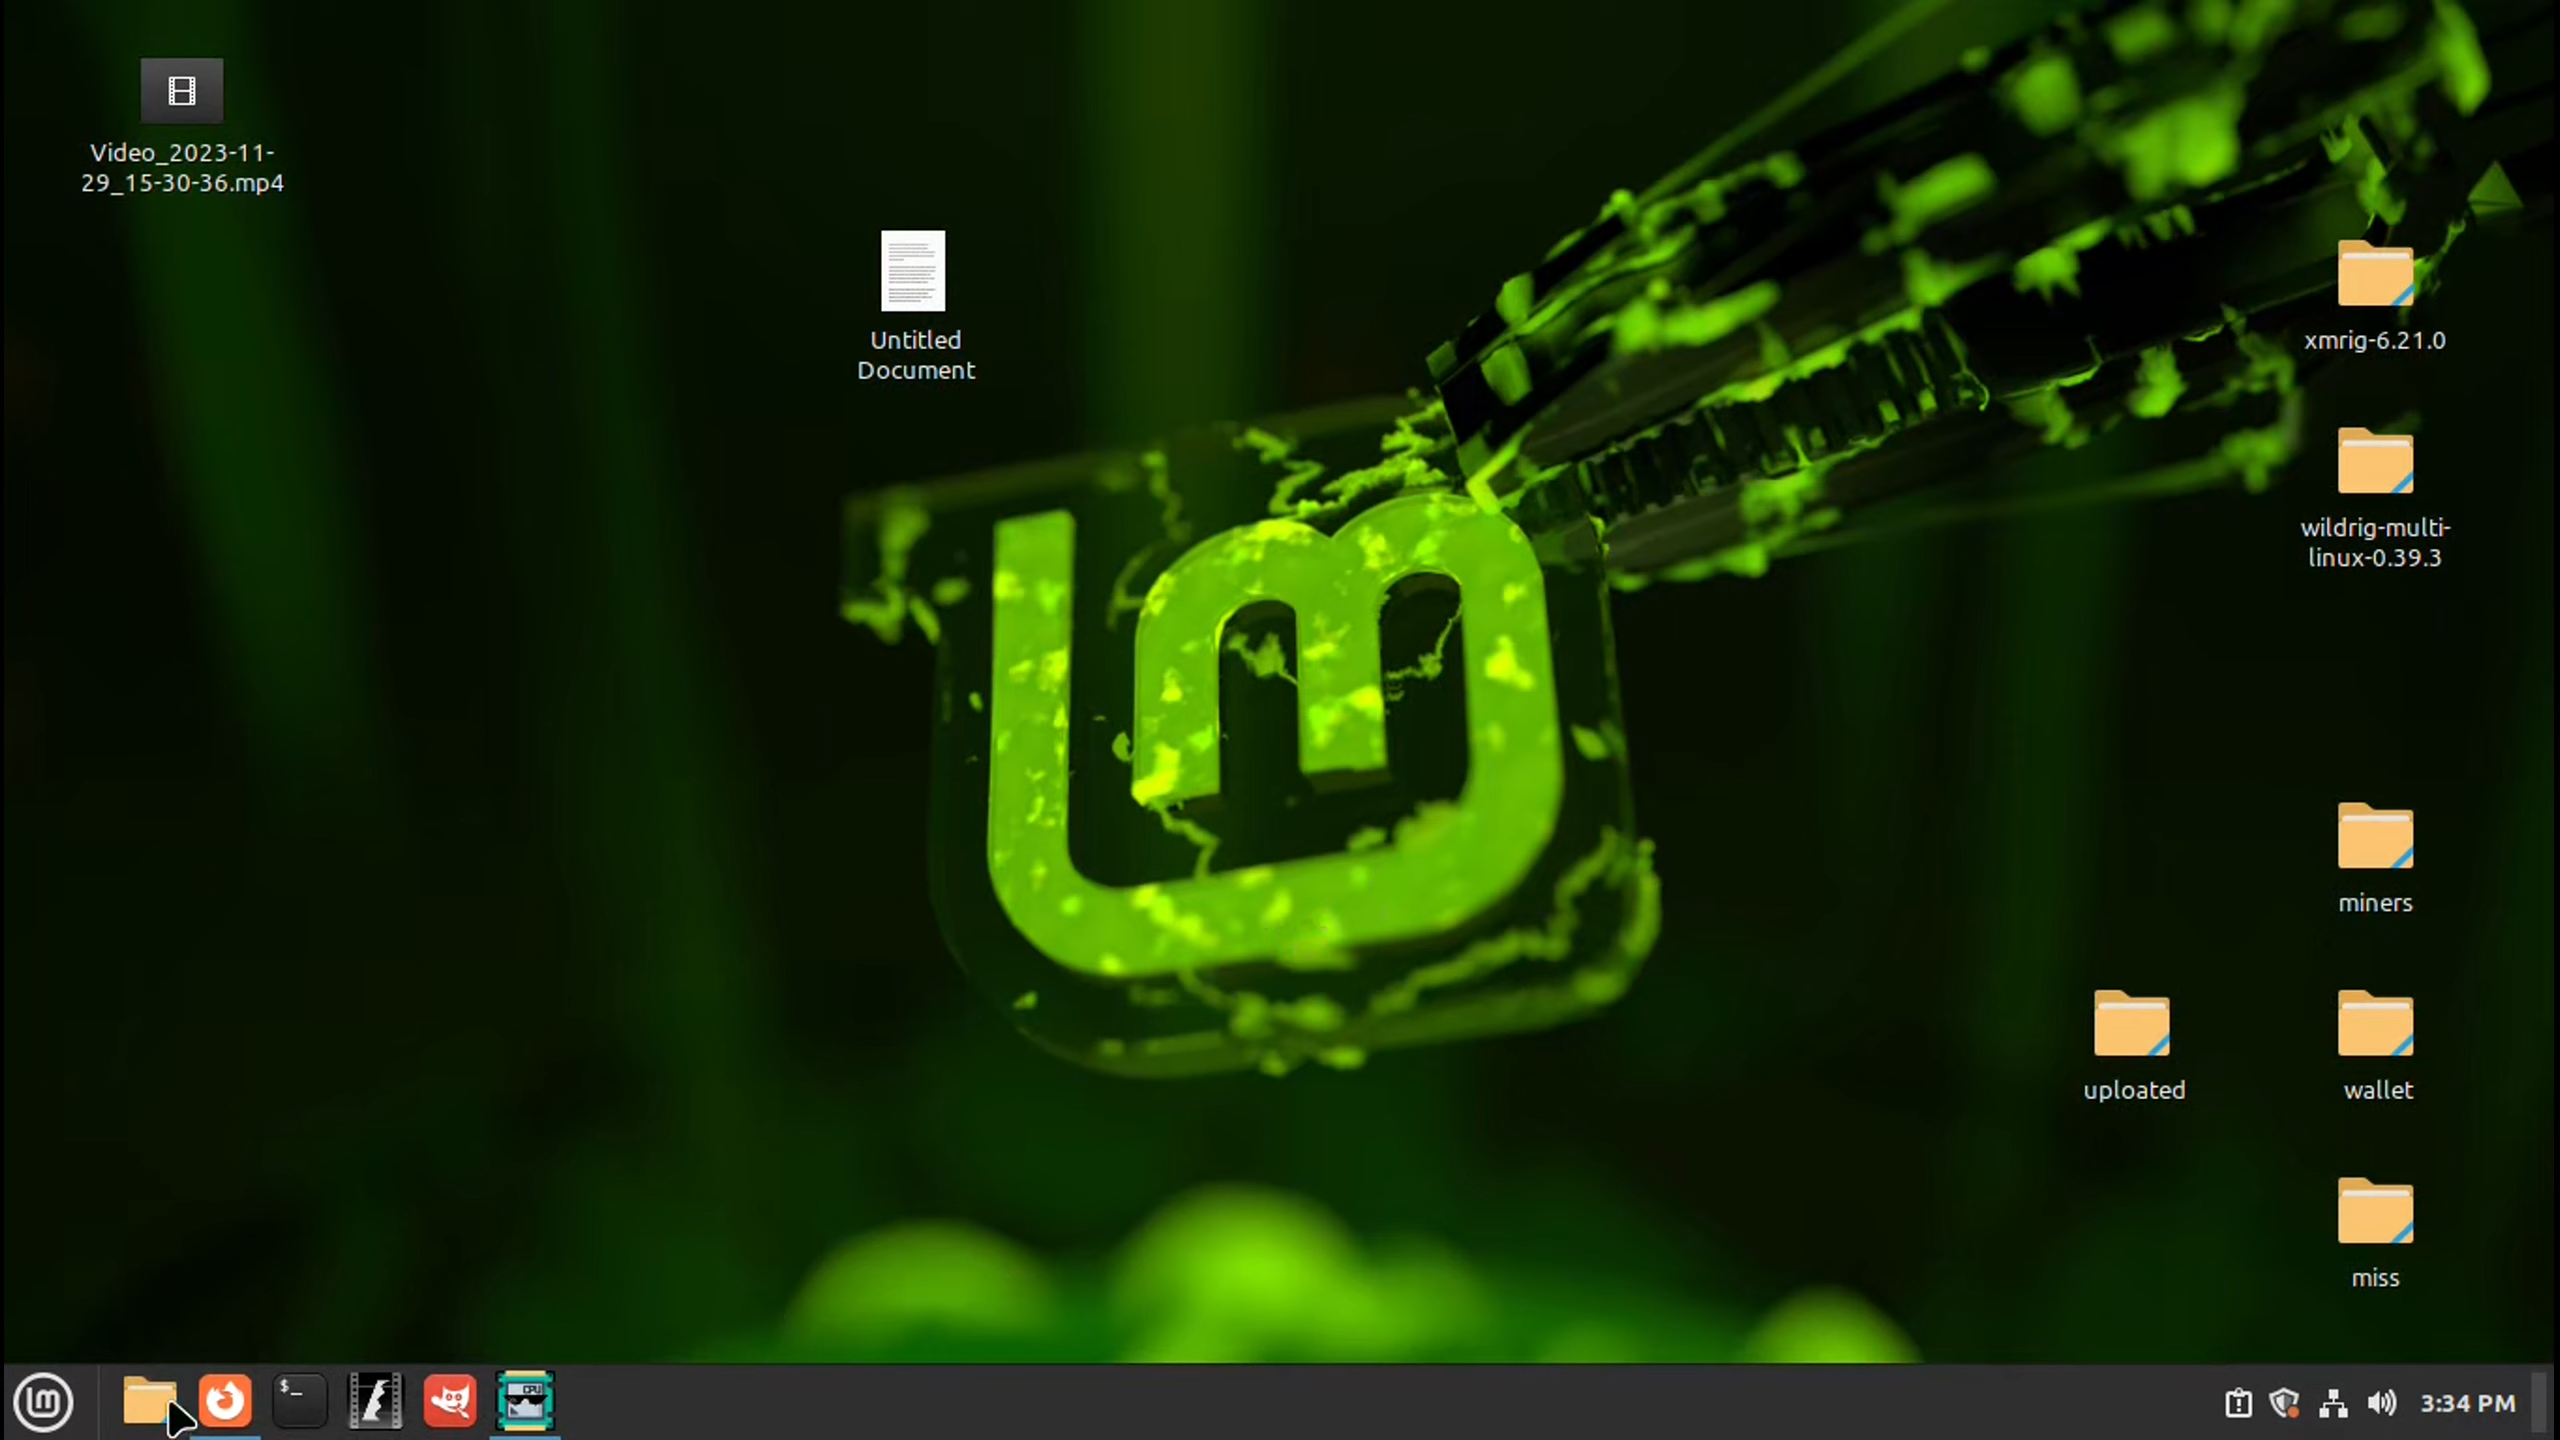 Video_2023-11-
29_15-30-36.mp4
Untitled
Document
xmrig-6.21.0
wildrig-multi-
linux-0.39.3
miners
uploaded
wallet
miss
$_
CPU
3:34 PM